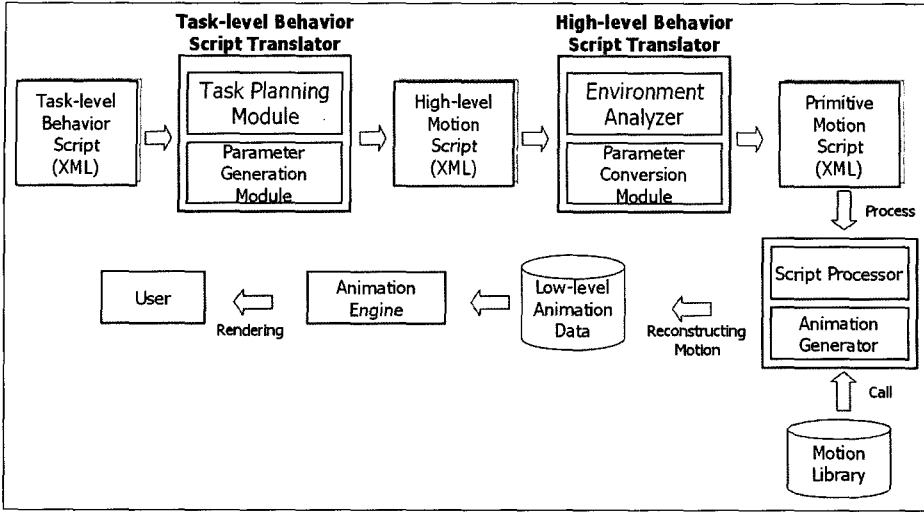 Task-level Behavior
Script Translator
High-level Behavior
Script Translator
Task-level
Behavior
Script
(XML)
Task Planning
Module
Parameter
Generation
Module
High-level
Motion
Script
(XML)
Environment
Analyzer
Parameter
Conversion
Module
Primitive
Motion
Script
(XML)
Process
Script Processor
Animation
Generator
Call
Motion
Library
Reconstructing
Motion
Low-level
Animation
Data
Animation
Engine
Rendering
User